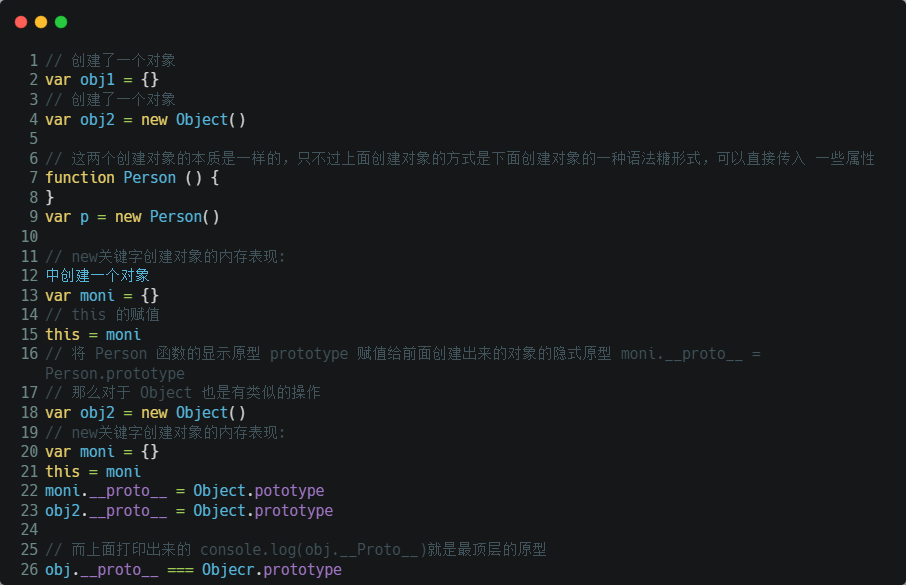 1 // 创建了一个对象
2 var obj1 = {}
3 // 创建了一个对象
4 var obj2 = new Object()
5
6 // 这两个创建对象的本质是一样的，只不过上面创建对象的方式是下面创建对象的一种语法糖形式，可以直接传入 一些属性
7 function Person () {
8 }
9 var p = new Person()
10
11 // new关键字创建对象的内存表现:
12 中创建一个对象
13 var moni = {}
14 // this 的赋值
15 this = moni
16 // 将 Person 函数的显示原型 prototype 赋值给前面创建出来的对象的隐式原型 moni.__proto__ =
Person.prototype
17 // 那么对于 Object 也是有类似的操作
18 var obj2 = new Object()
19 // new关键字创建对象的内存表现:
20 var moni = {}
21 this = moni
22 moni.__proto__ = Object.pototype
23 obj2.__proto__ = Object.prototype
24
25 // 而上面打印出来的 console.log(obj.__Proto__)就是最顶层的原型
26 obj.__proto__ === Objecr.prototype